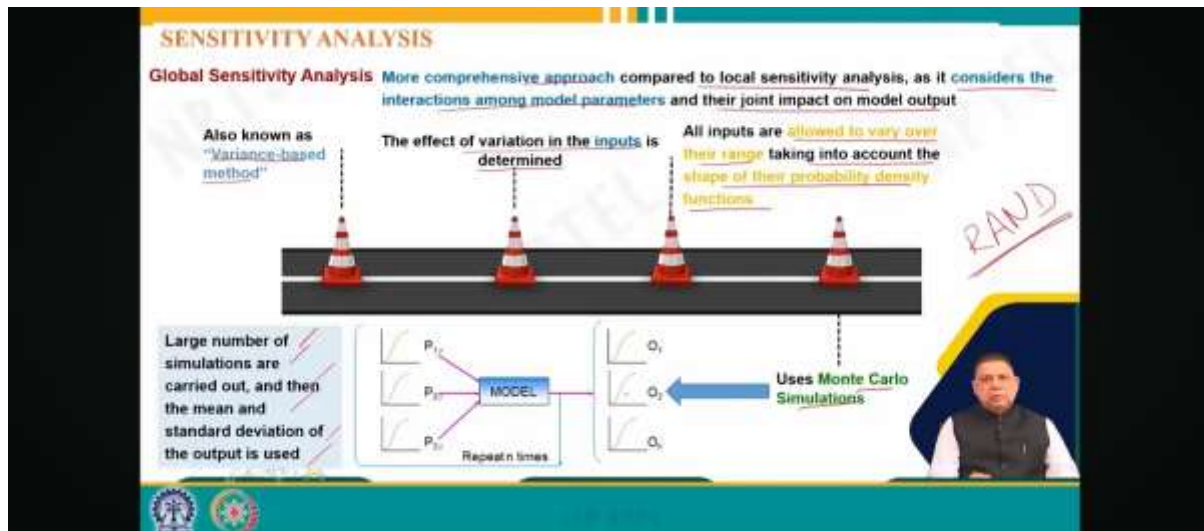 SENSITIVITY ANALYSIS
Global Sensitivity Analysis
More comprehensive approach compared to local sensitivity analysis, as it considers the
interactions among model parameters and their joint impact on model output
Also known as
"Variance-based
method"
The effect of variation in the inputs is
determined
All inputs are allowed to vary over
their range taking into account the
shape of their probability density
functions
RAND
Large number of
simulations are
carried out, and then
the mean and
standard deviation of
the output is used
P1
P2
P3
MODEL
Repeat n times
O1
O2
Uses Monte Carlo
Simulations